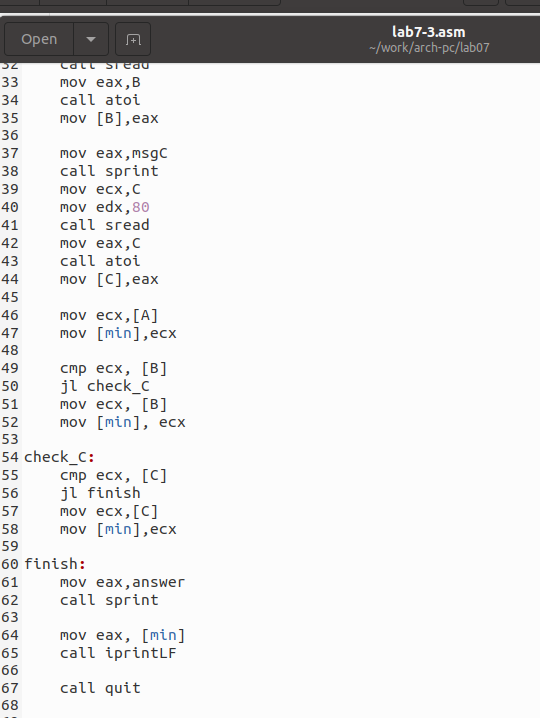 Open
lab7-3.asm
~/work/arch-pc/lab07
32 call sread
33 mov eax,B
34 call atoi
35 mov [B],eax
36
37 mov eax,msgC
38 call sprint
39 mov ecx,C
40 mov edx,80
41 call sread
42 mov eax,C
43 call atoi
44 mov [C],eax
45
46 mov ecx,[A]
47 mov [min],ecx
48
49 cmp ecx, [B]
50 jl check_C
51 mov ecx, [B]
52 mov [min], ecx
53
54 check_C:
55 cmp ecx, [C]
56 jl finish
57 mov ecx,[C]
58 mov [min],ecx
59
60 finish:
61 mov eax,answer
62 call sprint
63
64 mov eax, [min]
65 call iprintLF
66
67 call quit
68